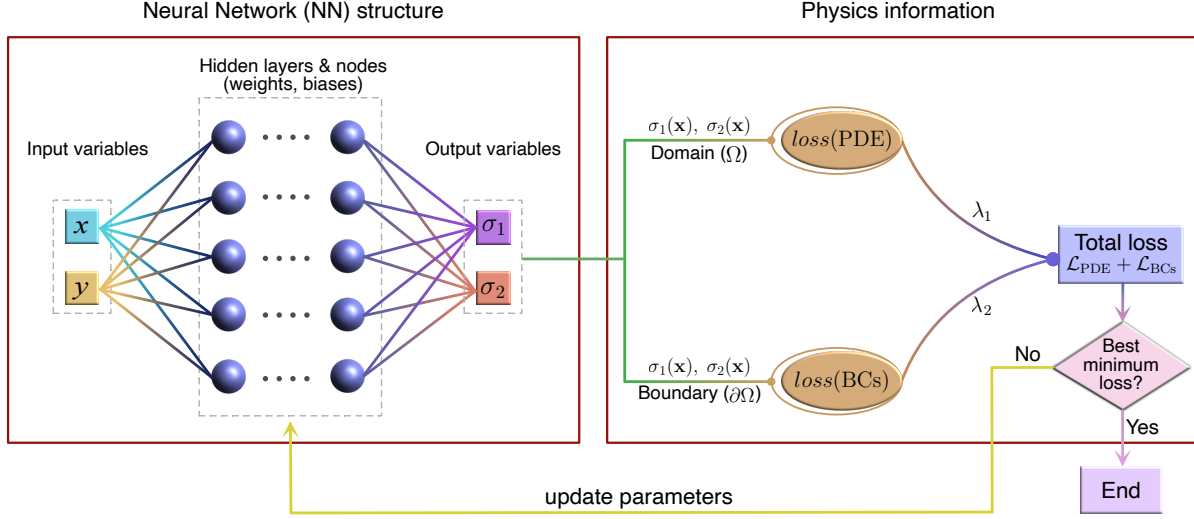 Neural Network (NN) structure
Physics information
Hidden layers & nodes
(weights, biases)
Input variables
Output variables
x
y
σ₁
σ₂
σ₁(𝐱), σ₂(𝐱)
Domain (Ω)
loss(PDE)
λ₁
Total loss
ℒ_PDE + ℒ_BCs
λ₂
σ₁(𝐱), σ₂(𝐱)
Boundary (∂Ω)
loss(BCs)
No
Best
minimum
loss?
Yes
End
update parameters